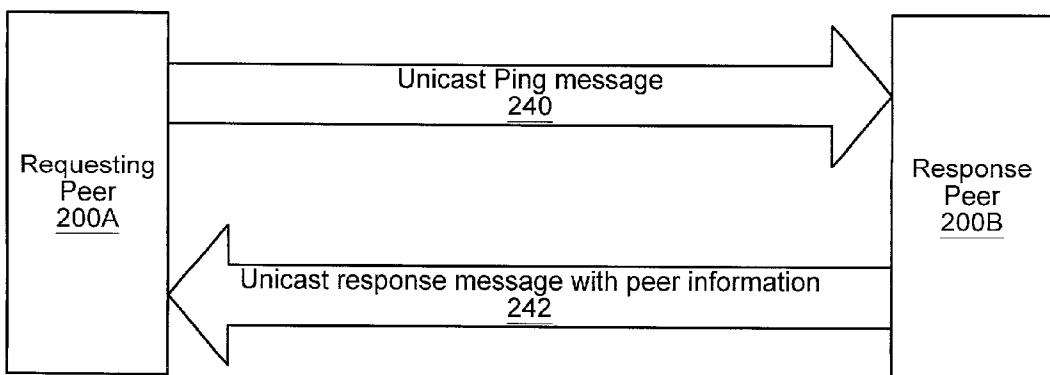 Unicast Ping message
240
Requesting
Peer
200A
Response
Peer
200B
Unicast response message with peer information
242